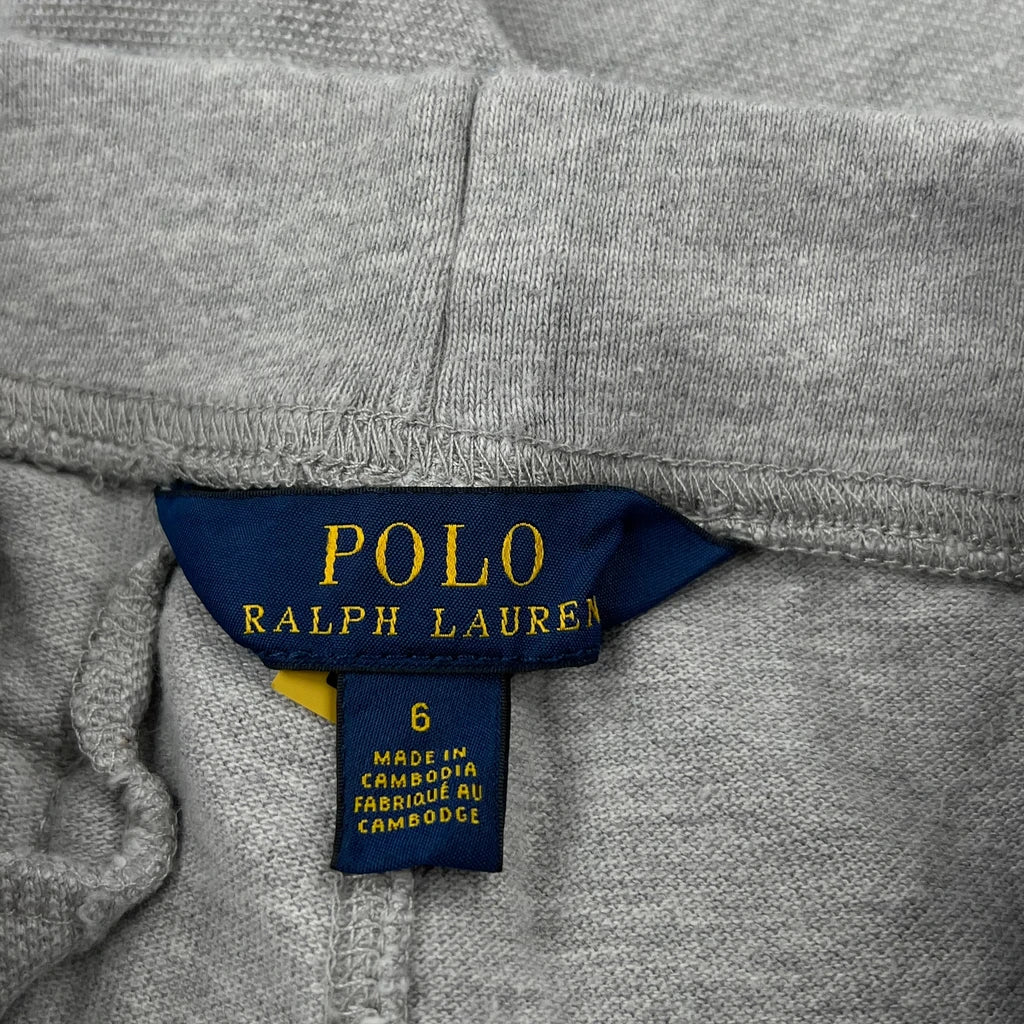 POLO
RALPH LAUREN
6
MADE IN
CAMBODIA
FABRIQUÉ AU
CAMBODGE